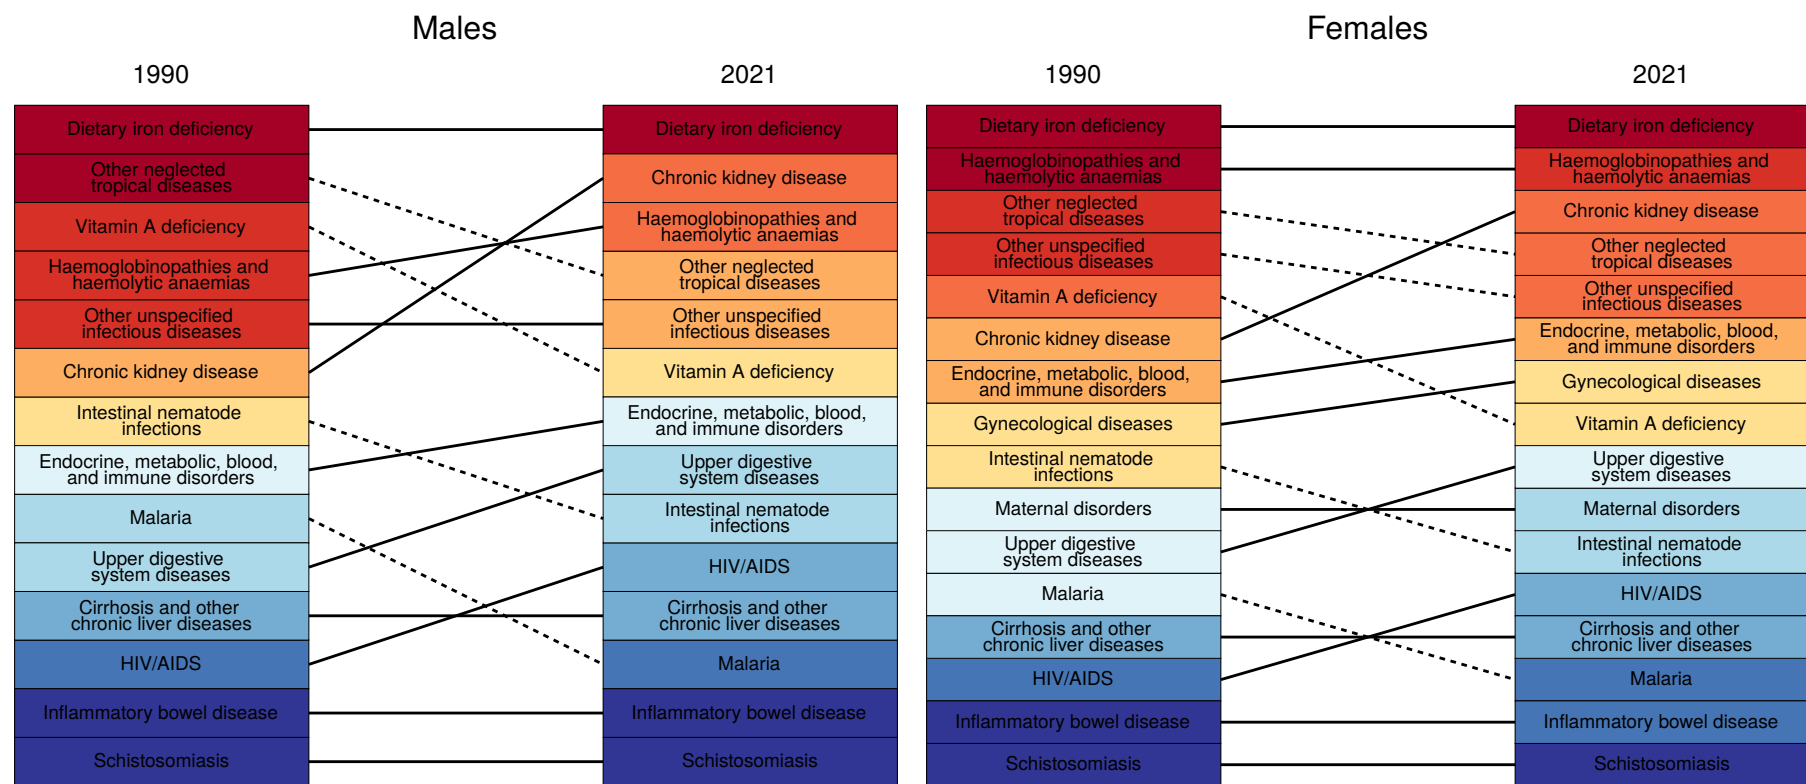 Males
1990
2021
Dietary iron deficiency
Other neglected
tropical diseases
Vitamin A deficiency
Haemoglobinopathies and
haemolytic anaemias
Other unspecified
infectious diseases
Chronic kidney disease
Intestinal nematode
infections
Endocrine, metabolic, blood,
and immune disorders
Malaria
Upper digestive
system diseases
Cirrhosis and other
chronic liver diseases
HIV/AIDS
Inflammatory bowel disease
Schistosomiasis
Dietary iron deficiency
Chronic kidney disease
Haemoglobinopathies and
haemolytic anaemias
Other neglected
tropical diseases
Other unspecified
infectious diseases
Vitamin A deficiency
Endocrine, metabolic, blood,
and immune disorders
Upper digestive
system diseases
Intestinal nematode
infections
HIV/AIDS
Cirrhosis and other
chronic liver diseases
Malaria
Inflammatory bowel disease
Schistosomiasis
Females
1990
2021
Dietary iron deficiency
Haemoglobinopathies and
haemolytic anaemias
Other neglected
tropical diseases
Other unspecified
infectious diseases
Vitamin A deficiency
Chronic kidney disease
Endocrine, metabolic, blood,
and immune disorders
Gynecological diseases
Intestinal nematode
infections
Maternal disorders
Upper digestive
system diseases
Malaria
Cirrhosis and other
chronic liver diseases
HIV/AIDS
Inflammatory bowel disease
Schistosomiasis
Dietary iron deficiency
Haemoglobinopathies and
haemolytic anaemias
Chronic kidney disease
Other neglected
tropical diseases
Other unspecified
infectious diseases
Endocrine, metabolic, blood,
and immune disorders
Gynecological diseases
Vitamin A deficiency
Upper digestive
system diseases
Maternal disorders
Intestinal nematode
infections
HIV/AIDS
Cirrhosis and other
chronic liver diseases
Malaria
Inflammatory bowel disease
Schistosomiasis